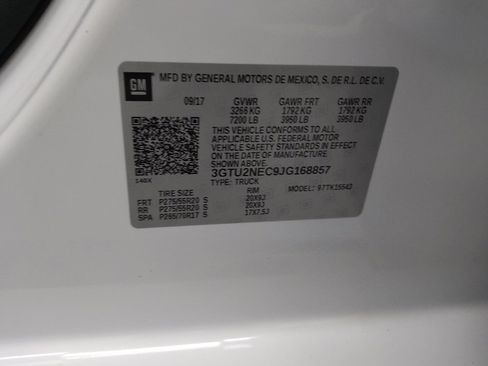 GM
MFD BY GENERAL MOTORS DE MEXICO, S. DE R.L. DE C.V.
09/17 GVWR GAWR FRT GAWR RR
3266 KG 1792 KG 1792 KG
7200 LB 3950 LB 3950 LB
THIS VEHICLE CONFORMS TO ALL
APPLICABLE U.S. FEDERAL MOTOR
VEHICLE SAFETY STANDARDS IN EFFECT
ON THE DATE OF MANUFACTURE
SHOWN ABOVE.
3GTU2NEC9JG168857
TYPE: TRUCK
MODEL: 97TK15543
TIRE SIZE RIM
FRT P275/55R20 S 20X9J
RR P275/55R20 S 20X9J
SPA P265/70R17 S 17X7.5J